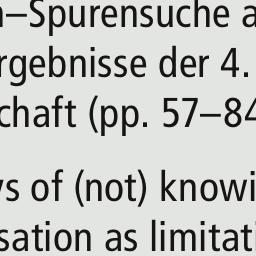 n–Spurensuche a
rgebnisse der 4.
chaft (pp. 57–84
ys of (not) knowi
sation as limitati